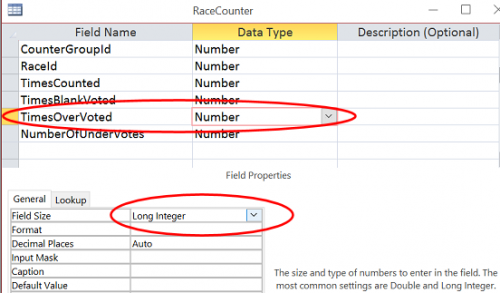 RaceCounter
Field Name Data Type Description (Optional)
CounterGroupId Number
RaceId Number
TimesCounted Number
TimesBlankVoted Number
TimesOverVoted Number
NumberOfUnderVotes Number
Field Properties
General Lookup
Field Size Long Integer
Format
Decimal Places Auto
Input Mask
Caption
Default Value
The size and type of numbers to enter in the field. The
most common settings are Double and Long Integer.